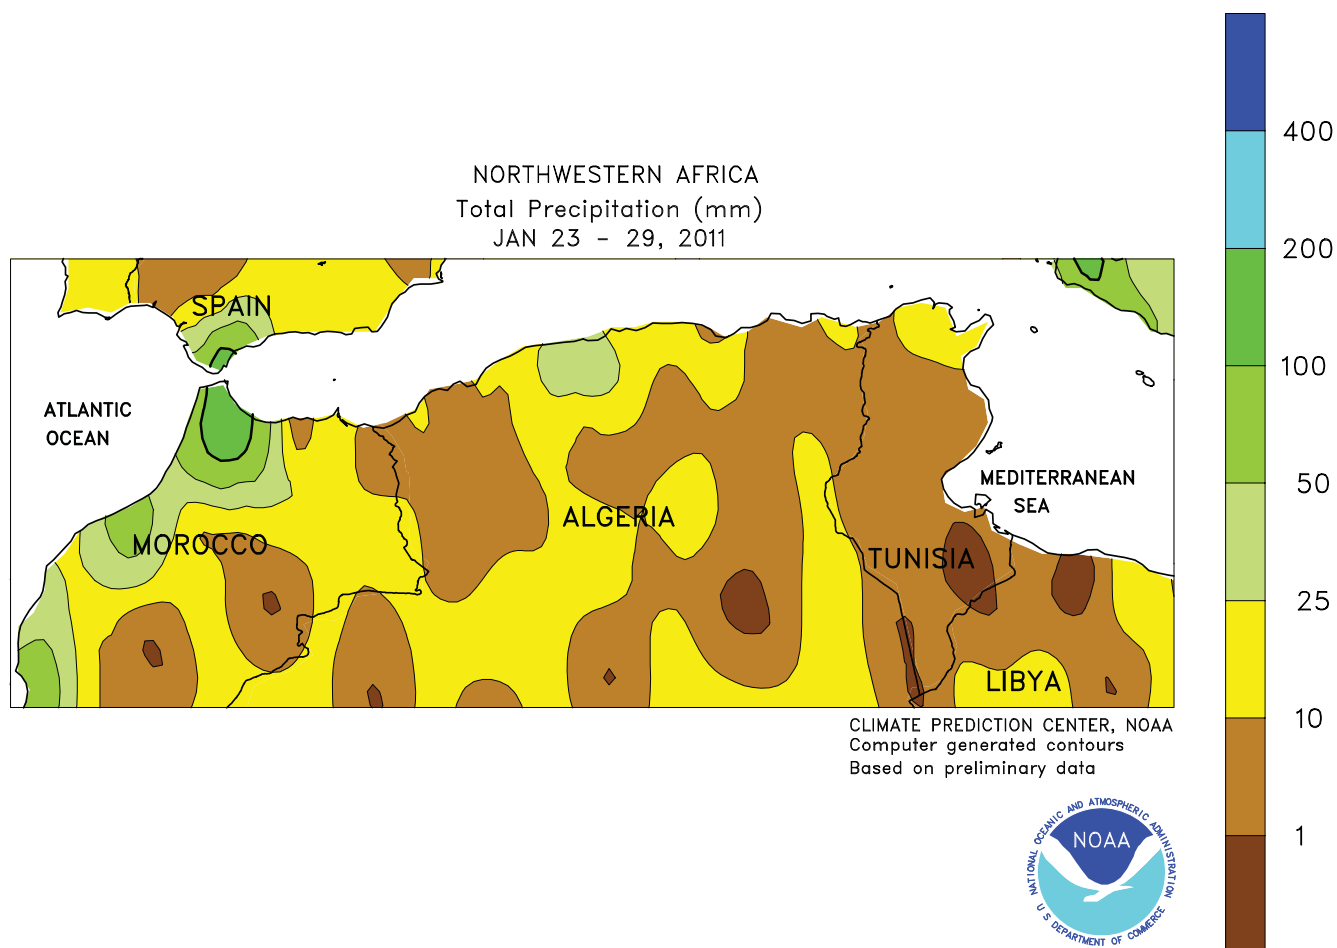 NORTHWESTERN AFRICA
Total Precipitation (mm)
JAN 23 - 29, 2011
SPAIN
ATLANTIC
OCEAN
MEDITERRANEAN
SEA
ALGERIA
MOROCCO
TUNISIA
LIBYA
400
200
100
50
25
10
1
CLIMATE PREDICTION CENTER, NOAA
Computer generated contours
Based on preliminary data
NATIONAL OCEANIC AND ATMOSPHERIC ADMINISTRATION
NOAA
U S DEPARTMENT OF COMMERCE